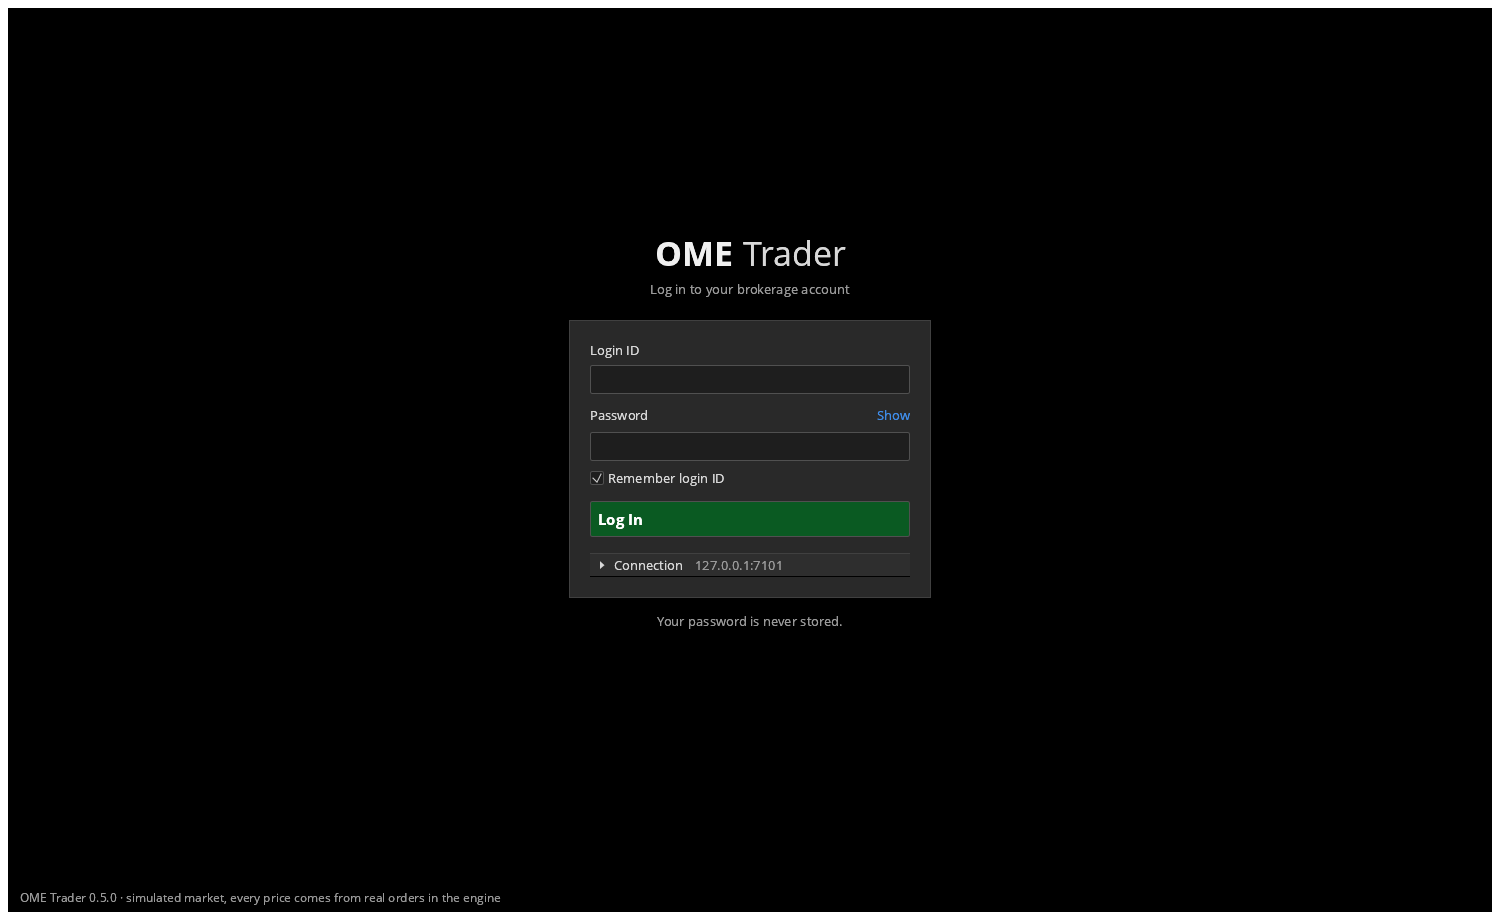 OME Trader
Log in to your brokerage account
Login ID
Password Show
Remember login ID
Log In
Connection 127.0.0.1:7101
Your password is never stored.
OME Trader 0.5.0 · simulated market, every price comes from real orders in the engine